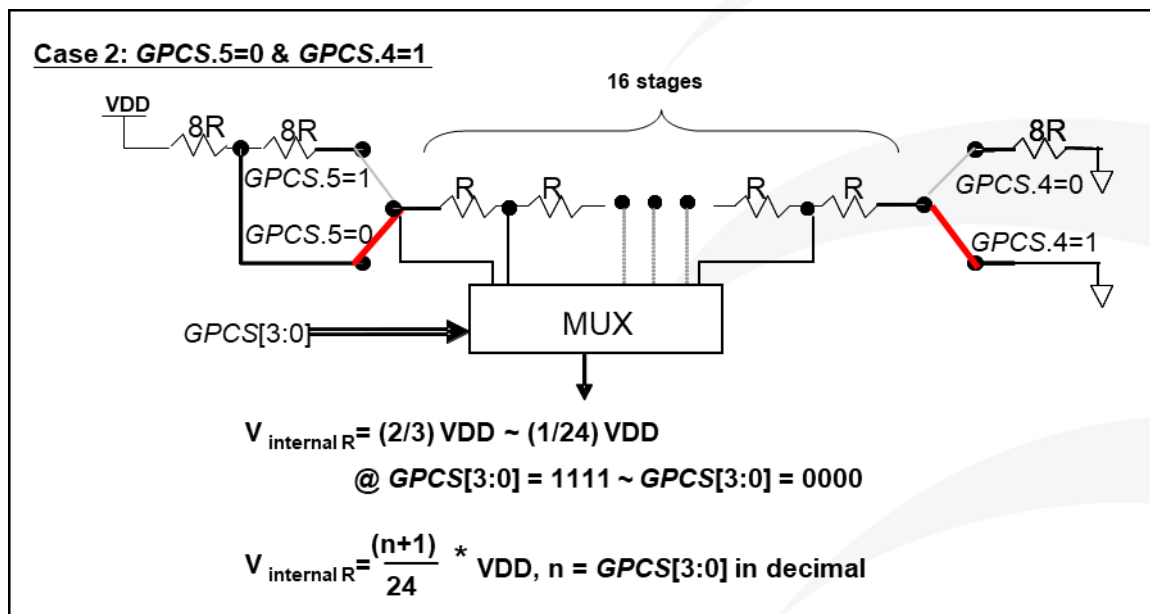 Case 2: GPCS.5=0 & GPCS.4=1
16 stages
VDD
8R
8R
8R
GPCS.5=1
R
R
R
R
GPCS.4=0
GPCS.5=0
GPCS.4=1
MUX
GPCS[3:0]
V internal R= (2/3) VDD ~ (1/24) VDD
@ GPCS[3:0] = 1111 ~ GPCS[3:0] = 0000
V internal R= (n+1)/24 * VDD, n = GPCS[3:0] in decimal